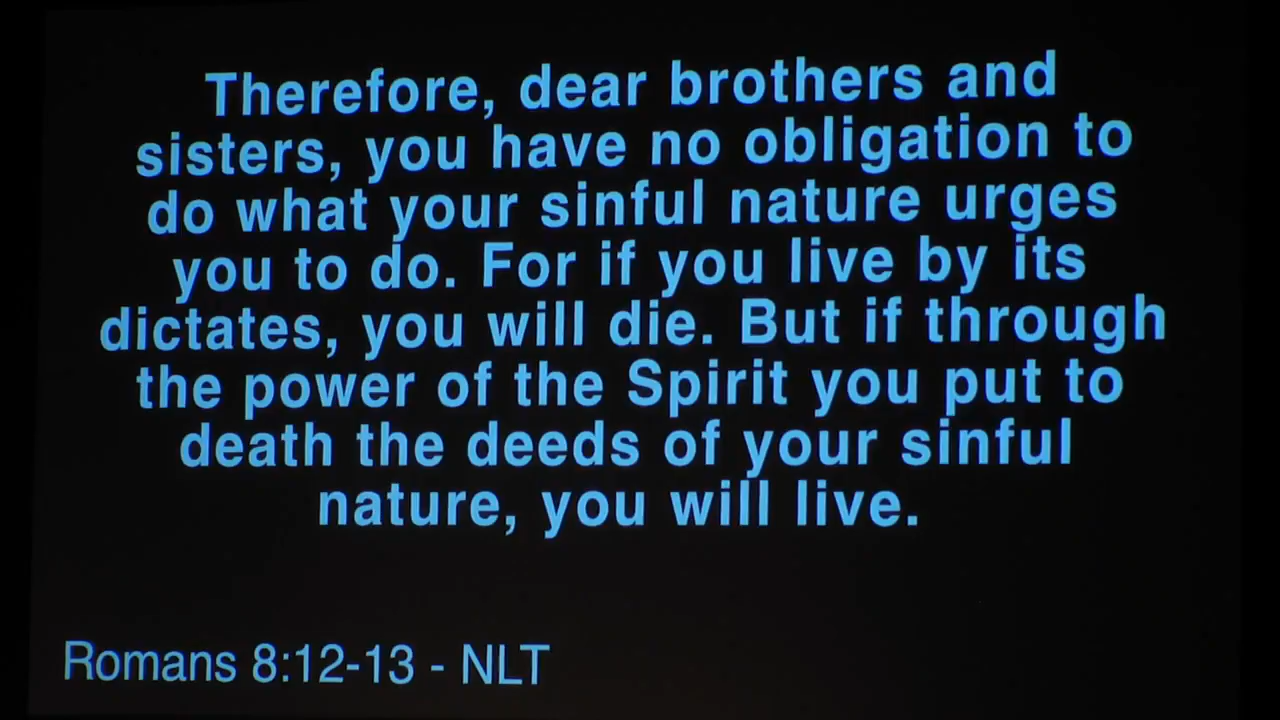 Therefore, dear brothers and
sisters, you have no obligation to
do what your sinful nature urges
you to do. For if you live by its
dictates, you will die. But if through
the power of the Spirit you put to
death the deeds of your sinful
nature, you will live.
Romans 8:12-13 - NLT